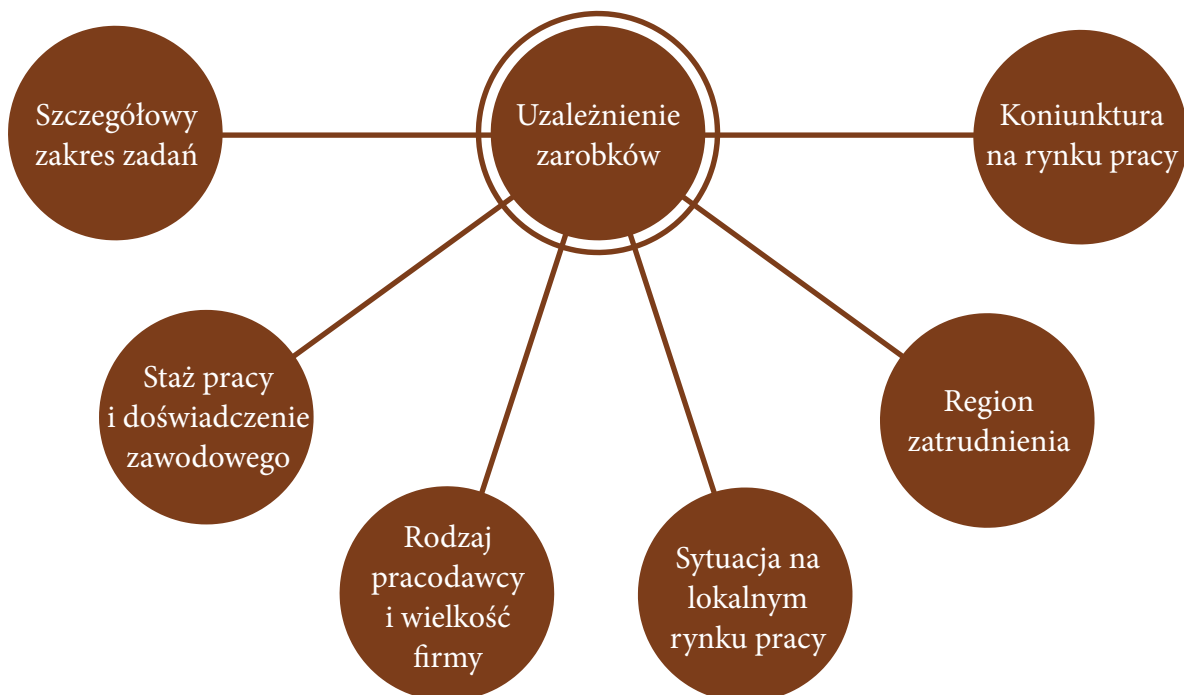 Szczegółowy
zakres zadań
Uzależnienie
zarobków
Koniunktura
na rynku pracy
Staż pracy
i doświadczenie
zawodowego
Region
zatrudnienia
Rodzaj
pracodawcy
i wielkość
firmy
Sytuacja na
lokalnym
rynku pracy